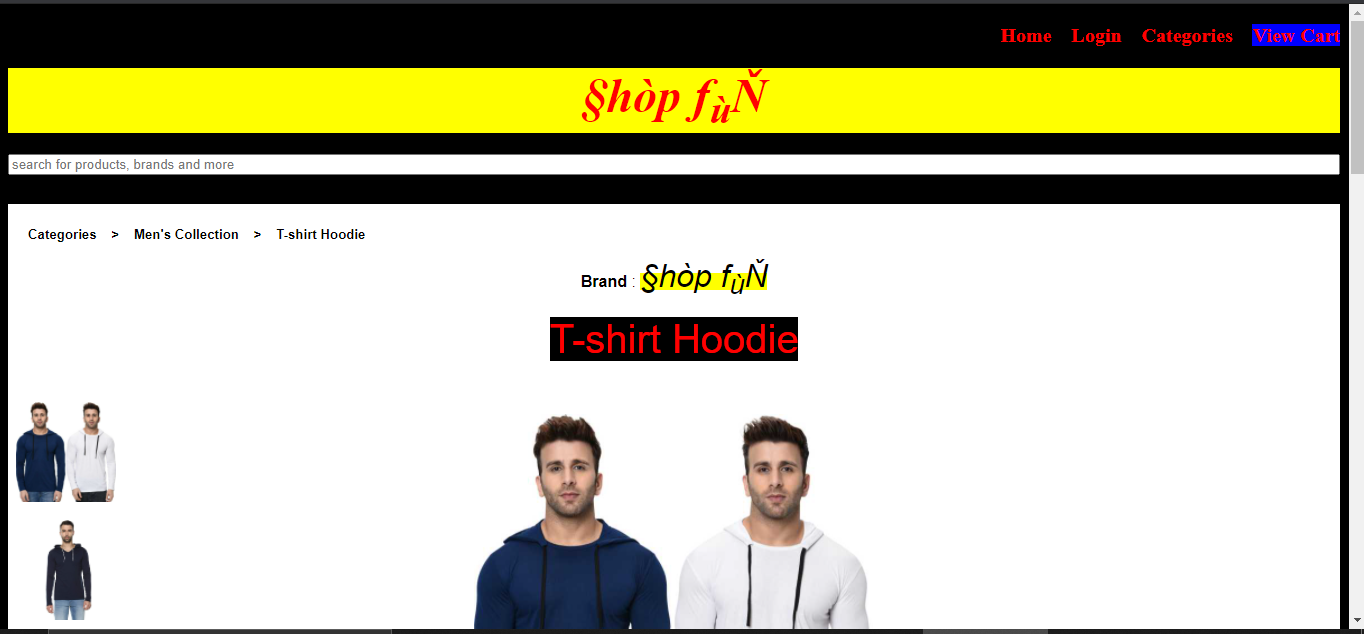 Home Login Categories View Cart
§hòp fùŇ
search for products, brands and more
Categories > Men's Collection > T-shirt Hoodie
Brand : §hòp fùŇ
T-shirt Hoodie